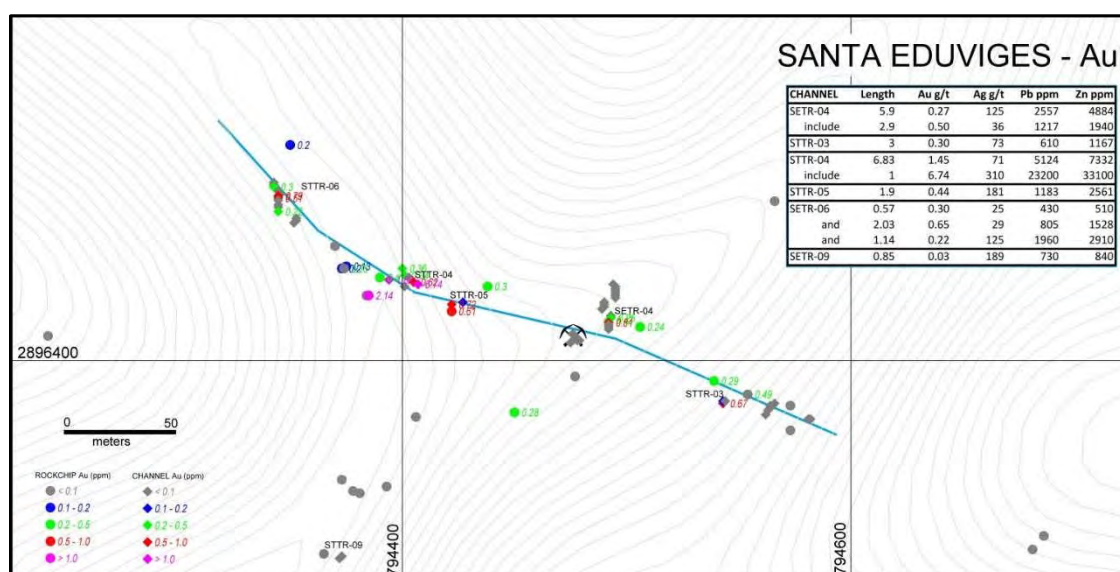 SANTA EDUVIGES - Au
CHANNEL Length Au g/t Ag g/t Pb ppm Zn ppm
SETR-04 5.9 0.27 125 2557 4884
include 2.9 0.50 36 1217 1940
STTR-03 3 0.30 73 610 1167
STTR-04 6.83 1.45 71 5124 7332
include 1 6.74 310 23200 33100
STTR-05 1.9 0.44 181 1183 2561
SETR-06 0.57 0.30 25 430 510
and 2.03 0.65 29 805 1528
and 1.14 0.22 125 1960 2910
SETR-09 0.85 0.03 189 730 840
0.2
0.3
STTR-06
STTR-04
2.14
STTR-05
0.61
0.3
SETR-04
0.24
2896400
0.29
STTR-03
0.49
0.67
0.28
0 50
meters
ROCKCHIP Au (ppm) CHANNEL Au (ppm)
< 0.1 < 0.1
0.1 - 0.2 0.1 - 0.2
0.2 - 0.5 0.2 - 0.5
0.5 - 1.0 0.5 - 1.0
> 1.0 > 1.0
STTR-09
794400
794600